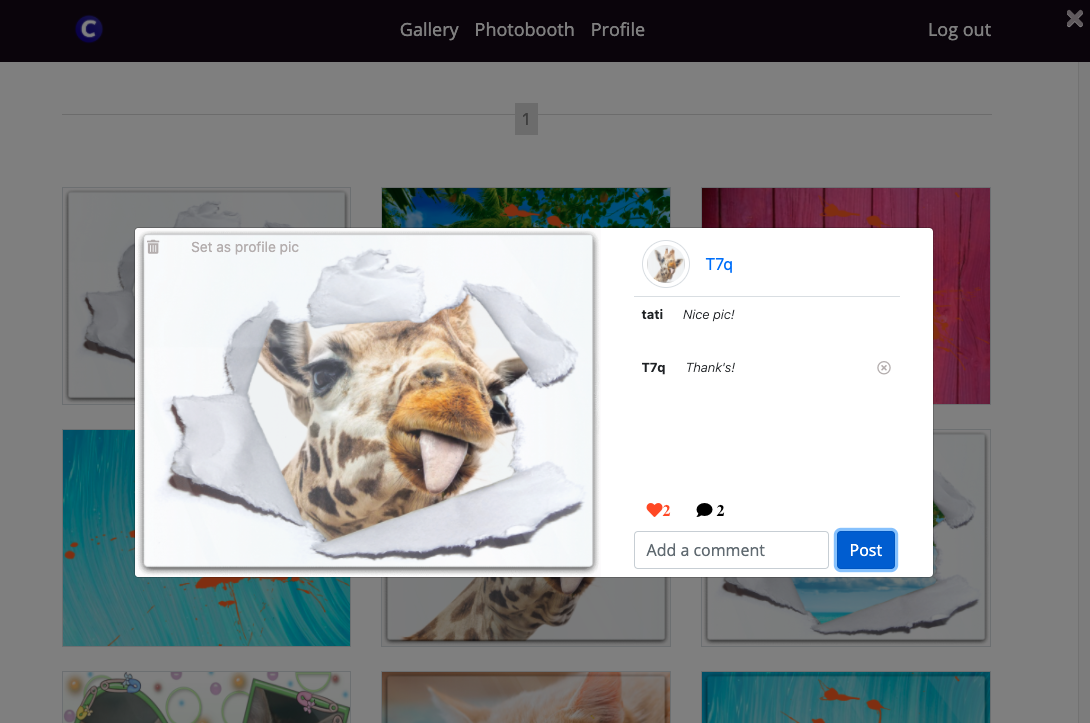 C
Gallery Photobooth Profile
Log out
1
Set as profile pic
T7q
tati Nice pic!
T7q Thank's!
2
2
Add a comment
Post